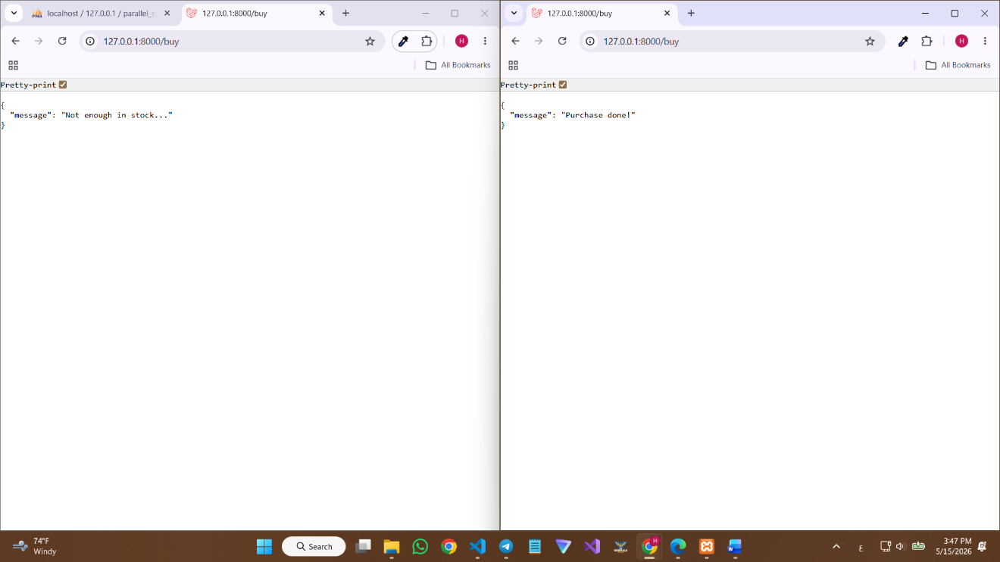 localhost / 127.0.0.1 / parallel_s
127.0.0.1:8000/buy
127.0.0.1:8000/buy
H
All Bookmarks
Pretty-print
{
"message": "Not enough in stock..."
}
127.0.0.1:8000/buy
127.0.0.1:8000/buy
H
All Bookmarks
Pretty-print
{
"message": "Purchase done!"
}
74°F
Windy
Search
H
ع
3:47 PM
5/15/2026